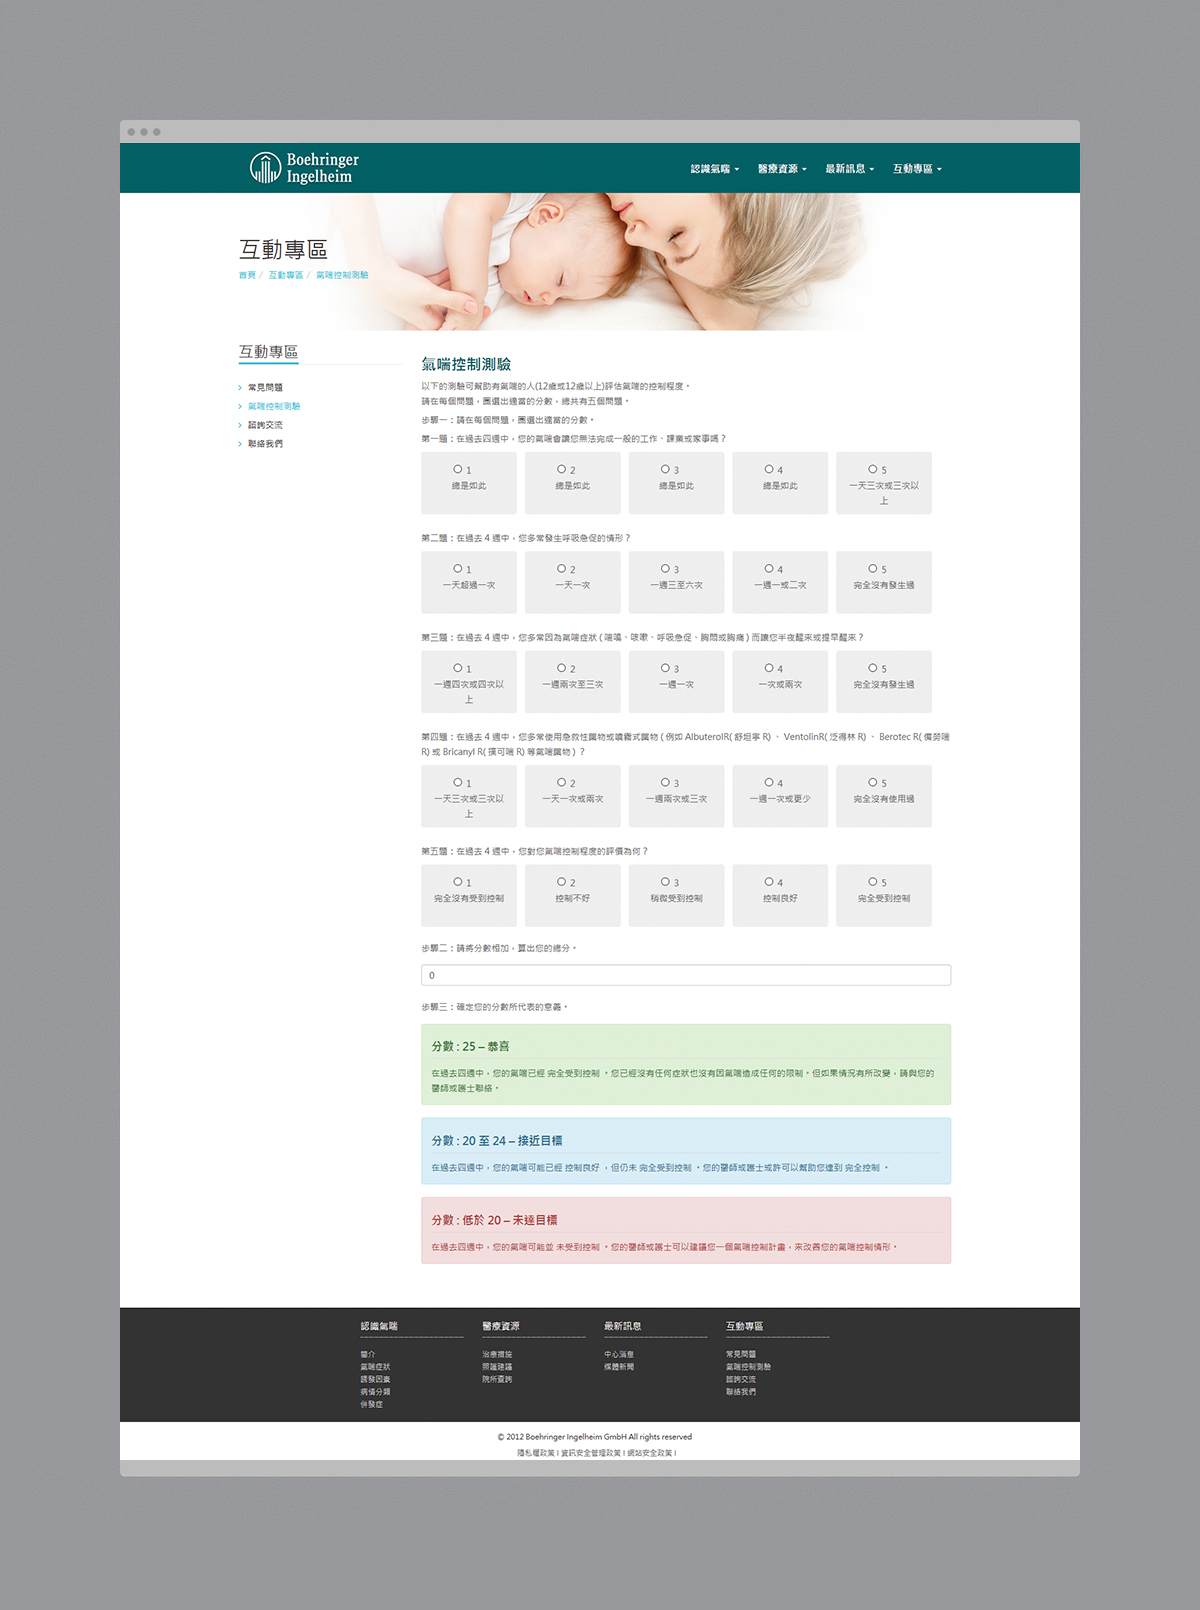 Boehringer
Ingelheim
認識氣喘
醫療資源
最新訊息
互動專區
互動專區
首頁 / 互動專區 / 氣喘控制測驗
互動專區
常見問題
氣喘控制測驗
諮詢交流
聯絡我們
氣喘控制測驗
以下的測驗可幫助有氣喘的人(12歲或12歲以上)評估氣喘的控制程度。
請在每個問題，圈選出適當的分數，總共有五個問題。
步驟一：請在每個問題，圈選出適當的分數。
第一題：在過去四週中，您的氣喘會讓您無法完成一般的工作、課業或家事嗎？
1 2 3 4 5
總是如此 總是如此 總是如此 總是如此 一天三次或三次以
上
第二題：在過去 4 週中，您多常發生呼吸急促的情形？
1 2 3 4 5
一天超過一次 一天一次 一週三至六次 一週一或二次 完全沒有發生過
第三題：在過去 4 週中，您多常因為氣喘症狀 ( 喘鳴、咳嗽、呼吸急促、胸悶或胸痛 ) 而讓您半夜醒來或提早醒來？
1 2 3 4 5
一週四次或四次以 一週兩次至三次 一週一次 一次或兩次 完全沒有發生過
上
第四題：在過去 4 週中，您多常使用急救性藥物或噴霧式藥物 ( 例如 AlbuterolR( 舒坦寧 R) 、 VentolinR( 泛得林 R) 、 Berotec R( 備勞喘
R) 或 Bricanyl R( 撲可喘 R) 等氣喘藥物 ) ？
1 2 3 4 5
一天三次或三次以 一天一次或兩次 一週兩次或三次 一週一次或更少 完全沒有使用過
上
第五題：在過去 4 週中，您對您氣喘控制程度的評價為何？
1 2 3 4 5
完全沒有受到控制 控制不好 稍微受到控制 控制良好 完全受到控制
步驟二：請將分數相加，算出您的總分。
0
步驟三：確定您的分數所代表的意義。
分數 : 25 – 恭喜
在過去四週中，您的氣喘已經 完全受到控制 。您已經沒有任何症狀也沒有因氣喘造成任何的限制。但如果情況有所改變，請與您的
醫師或護士聯絡。
分數 : 20 至 24 – 接近目標
在過去四週中，您的氣喘可能已經 控制良好 ，但仍未 完全受到控制 。您的醫師或護士或許可以幫助您達到 完全控制 。
分數 : 低於 20 – 未達目標
在過去四週中，您的氣喘可能並 未受到控制 。您的醫師或護士可以建議您一個氣喘控制計畫，來改善您的氣喘控制情形。
認識氣喘 醫療資源 最新訊息 互動專區
簡介 治療措施 中心消息 常見問題
氣喘症狀 照護建議 媒體新聞 氣喘控制測驗
誘發因素 院所查詢 諮詢交流
病情分類 聯絡我們
併發症
© 2012 Boehringer Ingelheim GmbH All rights reserved
隱私權政策 I 資訊安全管理政策 I 網站安全政策 I